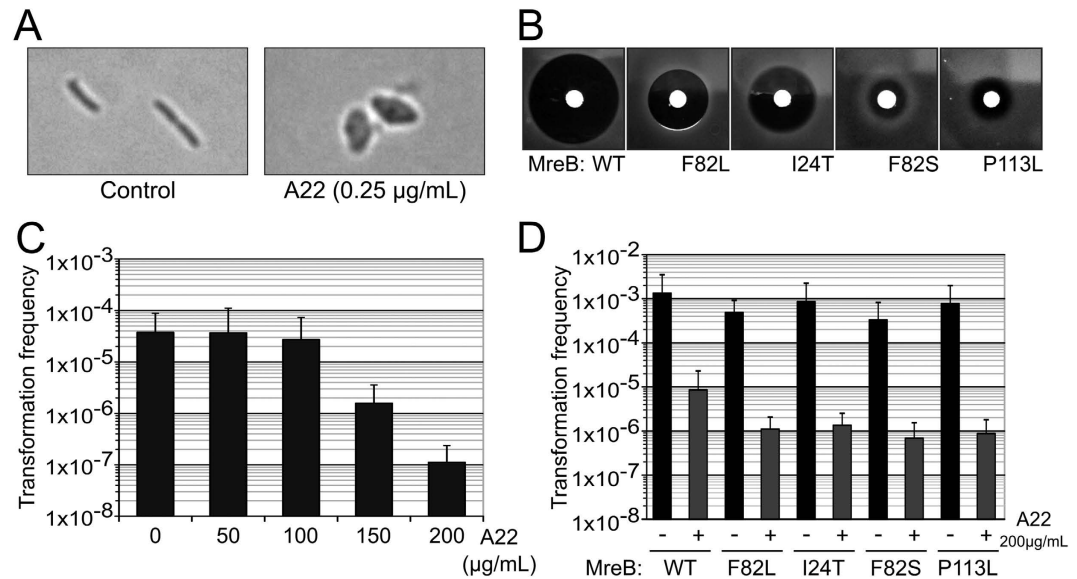 A
Control
A22 (0.25 µg/mL)
B
MreB: WT
F82L
I24T
F82S
P113L
C
Transformation frequency
1x10-3
1x10-4
1x10-5
1x10-6
1x10-7
1x10-8
0
50
100
150
200
A22
(µg/mL)
D
Transformation frequency
1x10-2
1x10-3
1x10-4
1x10-5
1x10-6
1x10-7
1x10-8
- + - + - + - + - +
A22
200µg/mL
MreB: WT F82L I24T F82S P113L